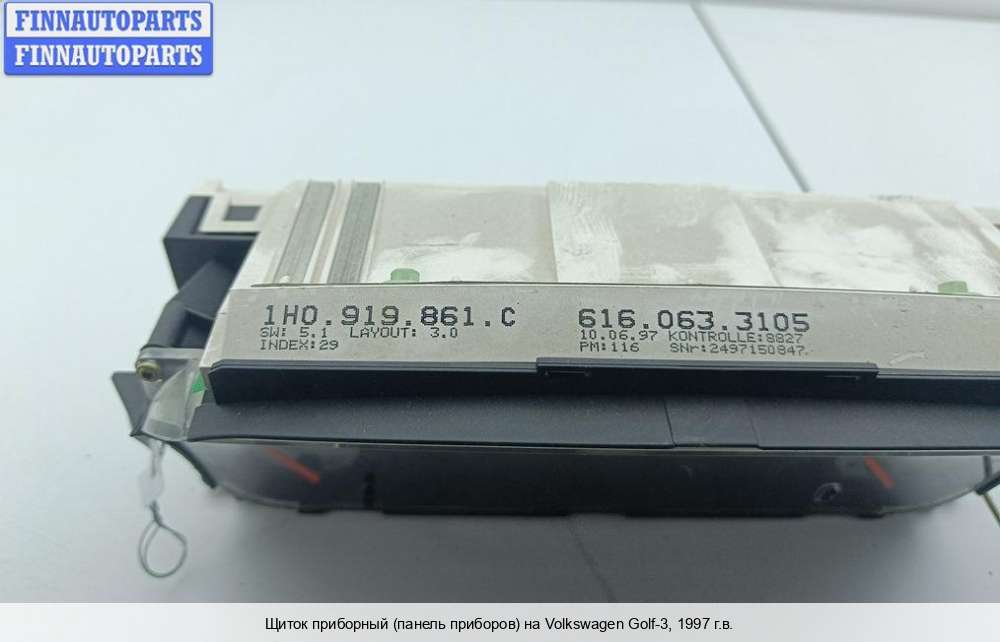 FINNAUTOPARTS
FINNAUTOPARTS
1H0.919.861.C
SW: 5.1 LAYOUT: 3.0
INDEX:29
616.063.3105
10.06.97 KONTROLLE:8827
PM:116 SNr:2497150847
Щиток приборный (панель приборов) на Volkswagen Golf-3, 1997 г.в.